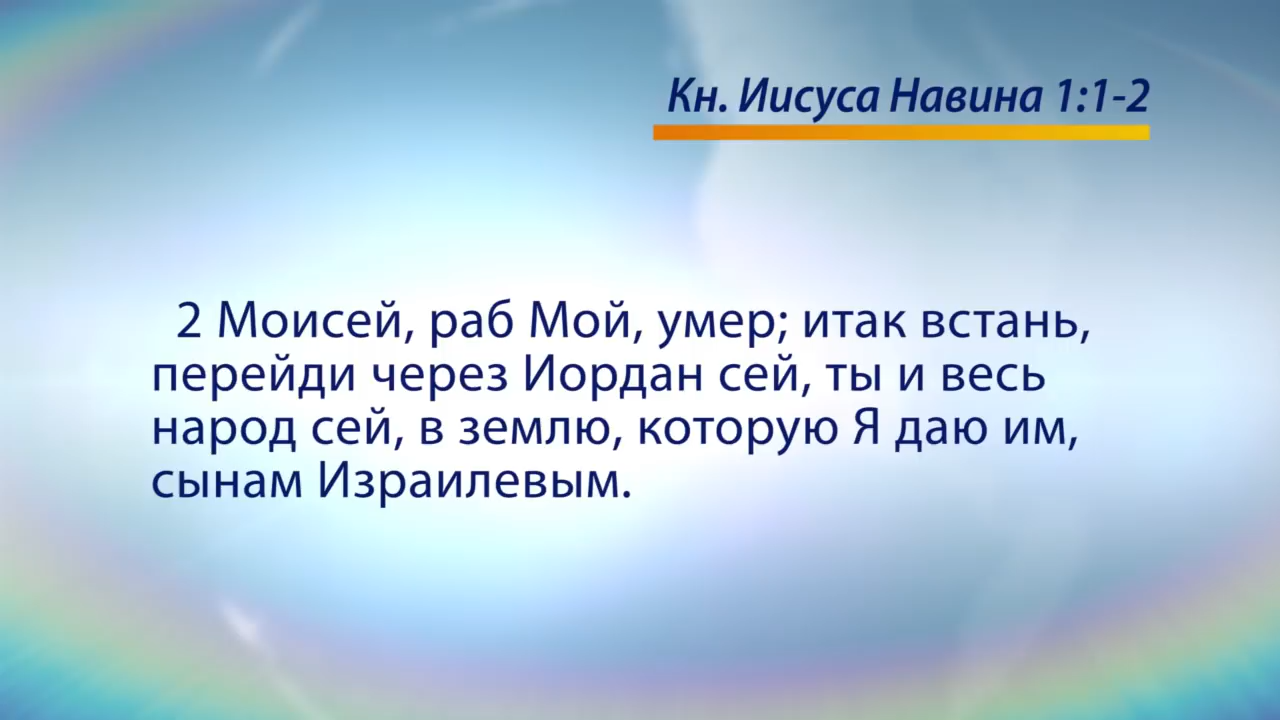 Кн. Иисуса Навина 1:1-2
2 Моисей, раб Мой, умер; итак встань,
перейди через Иордан сей, ты и весь
народ сей, в землю, которую Я даю им,
сынам Израилевым.